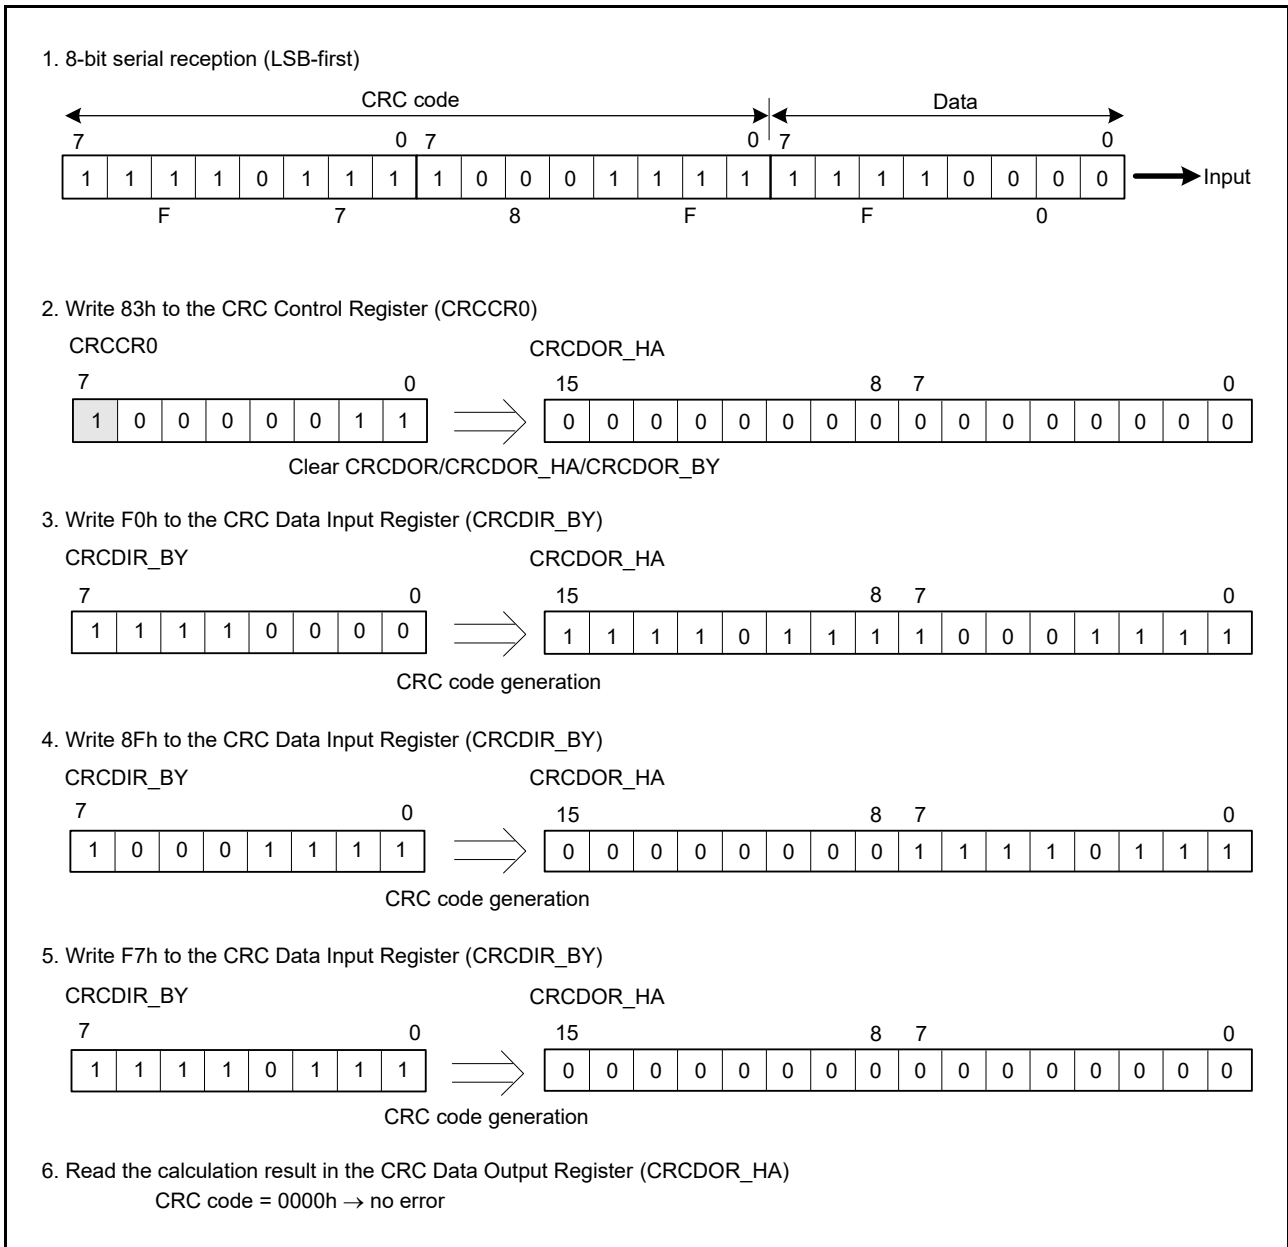 1. 8-bit serial reception (LSB-first)
CRC code Data
7 0 7 0 7 0
1 1 1 1 0 1 1 1 1 0 0 0 1 1 1 1 1 1 1 1 0 0 0 0 Input
F 7 8 F F 0
2. Write 83h to the CRC Control Register (CRCCR0)
CRCCR0 CRCDOR_HA
7 0 15 8 7 0
1 0 0 0 0 0 1 1 0 0 0 0 0 0 0 0 0 0 0 0 0 0 0 0
Clear CRCDOR/CRCDOR_HA/CRCDOR_BY
3. Write F0h to the CRC Data Input Register (CRCDIR_BY)
CRCDIR_BY CRCDOR_HA
7 0 15 8 7 0
1 1 1 1 0 0 0 0 1 1 1 1 0 1 1 1 1 0 0 0 1 1 1 1
CRC code generation
4. Write 8Fh to the CRC Data Input Register (CRCDIR_BY)
CRCDIR_BY CRCDOR_HA
7 0 15 8 7 0
1 0 0 0 1 1 1 1 0 0 0 0 0 0 0 0 1 1 1 1 0 1 1 1
CRC code generation
5. Write F7h to the CRC Data Input Register (CRCDIR_BY)
CRCDIR_BY CRCDOR_HA
7 0 15 8 7 0
1 1 1 1 0 1 1 1 0 0 0 0 0 0 0 0 0 0 0 0 0 0 0 0
CRC code generation
6. Read the calculation result in the CRC Data Output Register (CRCDOR_HA)
CRC code = 0000h → no error